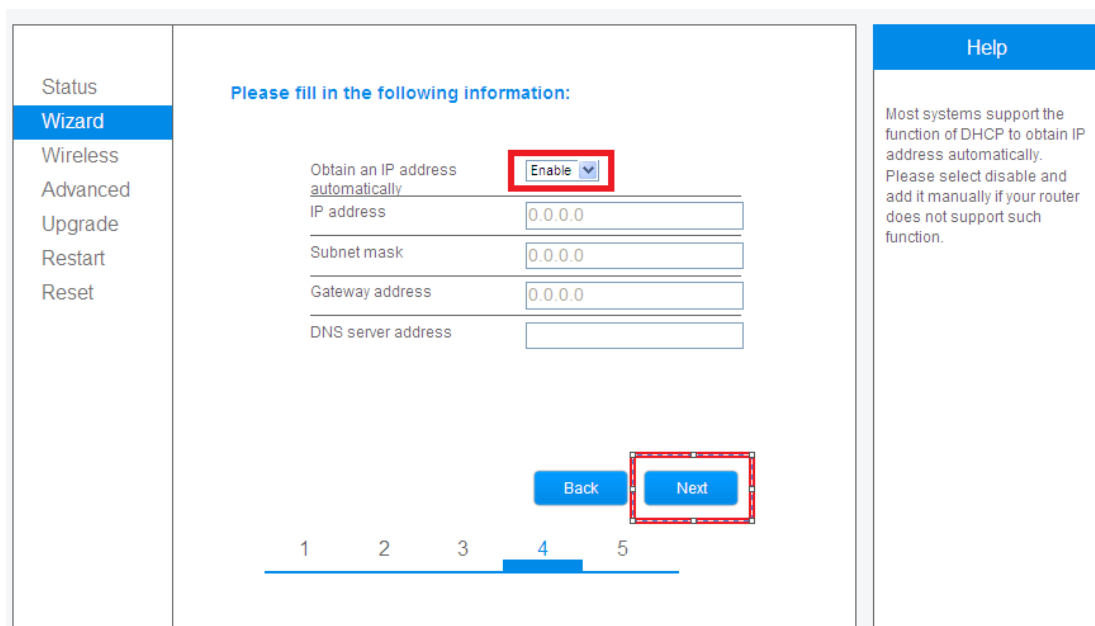 Help
Status
Wizard
Wireless
Advanced
Upgrade
Restart
Reset
Please fill in the following information:
Obtain an IP address
automatically
Enable
IP address
0.0.0.0
Subnet mask
0.0.0.0
Gateway address
0.0.0.0
DNS server address
Back
Next
1 2 3 4 5
Most systems support the
function of DHCP to obtain IP
address automatically.
Please select disable and
add it manually if your router
does not support such
function.